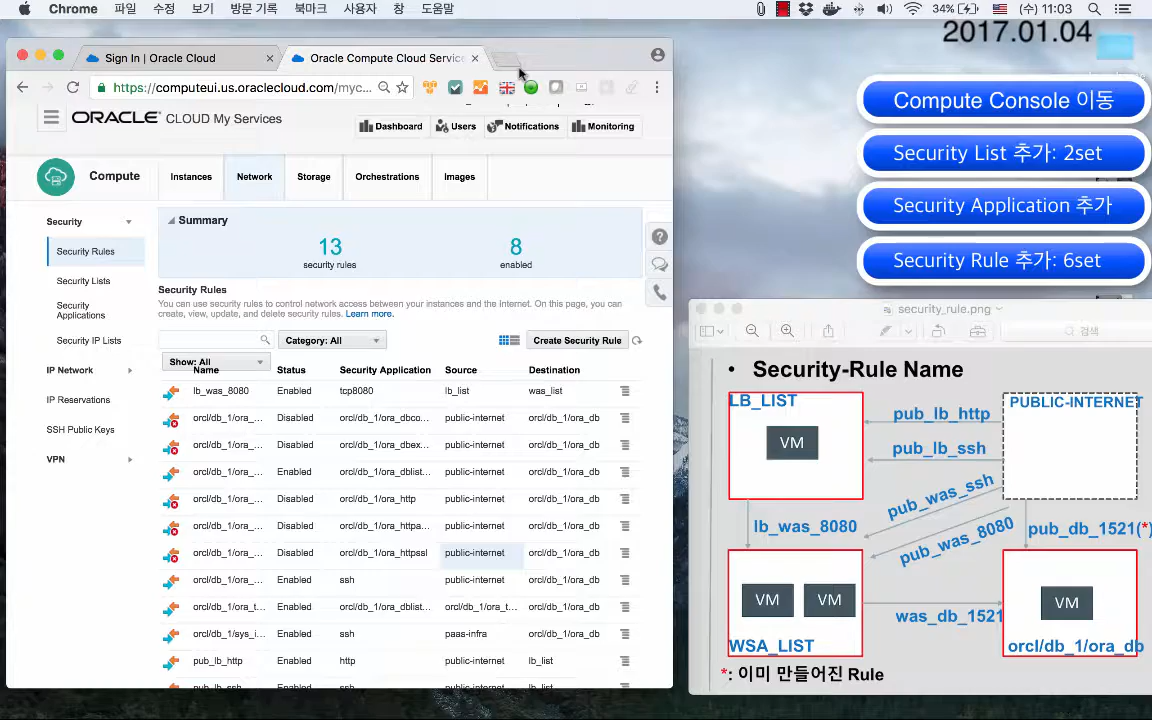 Chrome 파일 수정 보기 방문 기록 북마크 사용자 창 도움말 34% (수) 11:03
2017.01.04
Sign In | Oracle Cloud
Oracle Compute Cloud Service
https://computeui.us.oraclecloud.com/myc...
ORACLE CLOUD My Services
Dashboard Users Notifications Monitoring
Compute Instances Network Storage Orchestrations Images
Security
Security Rules
Security Lists
Security Applications
Security IP Lists
IP Network
IP Reservations
SSH Public Keys
VPN
Summary
13 8
security rules enabled
Security Rules
You can use security rules to control network access between your instances and the Internet. On this page, you can
create, view, update, and delete security rules. Learn more.
Category: All Create Security Rule
Show: All
Name Status Security Application Source Destination
lb_was_8080 Enabled tcp8080 lb_list was_list
orcl/db_1/ora_... Disabled orcl/db_1/ora_dbco... public-internet orcl/db_1/ora_db
orcl/db_1/ora_... Disabled orcl/db_1/ora_dbex... public-internet orcl/db_1/ora_db
orcl/db_1/ora_... Enabled orcl/db_1/ora_dblist... public-internet orcl/db_1/ora_db
orcl/db_1/ora_... Disabled orcl/db_1/ora_http public-internet orcl/db_1/ora_db
orcl/db_1/ora_... Disabled orcl/db_1/ora_httpa... public-internet orcl/db_1/ora_db
orcl/db_1/ora_... Disabled orcl/db_1/ora_httpssl public-internet orcl/db_1/ora_db
orcl/db_1/ora_... Enabled ssh public-internet orcl/db_1/ora_db
orcl/db_1/ora_t... Enabled orcl/db_1/ora_dblist... orcl/db_1/ora_t... orcl/db_1/ora_db
orcl/db_1/sys_i... Enabled ssh paas-infra orcl/db_1/ora_db
pub_lb_http Enabled http public-internet lb_list
pub_lb_ssh Enabled ssh public-internet lb_list
Compute Console 이동
Security List 추가: 2set
Security Application 추가
Security Rule 추가: 6set
security_rule.png
검색
• Security-Rule Name
LB_LIST
PUBLIC-INTERNET
pub_lb_http
VM
pub_lb_ssh
pub_was_ssh
lb_was_8080
pub_was_8080
pub_db_1521(*)
VM VM
VM
was_db_1521
WSA_LIST
orcl/db_1/ora_db
*: 이미 만들어진 Rule